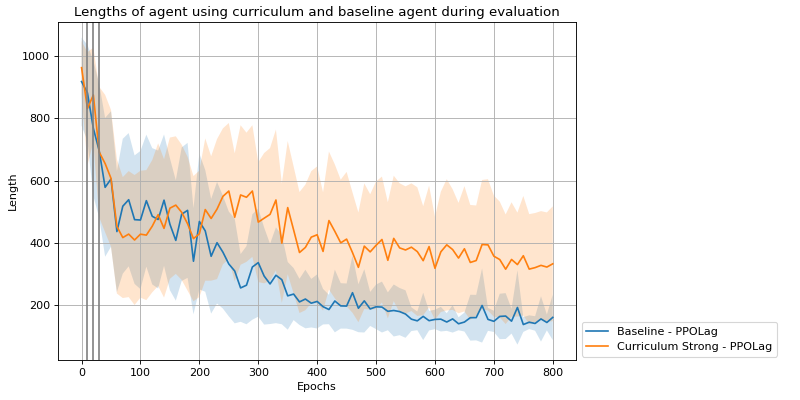 Lengths of agent using curriculum and baseline agent during evaluation
1000
800
600
400
200
Length
0 100 200 300 400 500 600 700 800
Epochs
Baseline - PPOLag
Curriculum Strong - PPOLag